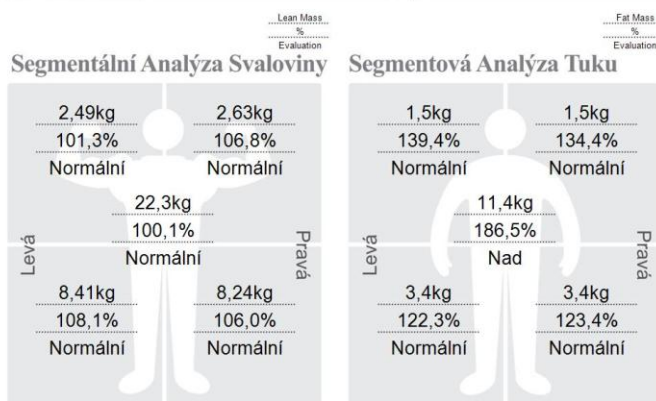 Lean Mass
%
Evaluation
Segmentální Analýza Svaloviny
2,49kg
101,3%
Normální
2,63kg
106,8%
Normální
22,3kg
100,1%
Normální
Levá
Pravá
8,41kg
108,1%
Normální
8,24kg
106,0%
Normální
Fat Mass
%
Evaluation
Segmentová Analýza Tuku
1,5kg
139,4%
Normální
1,5kg
134,4%
Normální
11,4kg
186,5%
Nad
Levá
Pravá
3,4kg
122,3%
Normální
3,4kg
123,4%
Normální